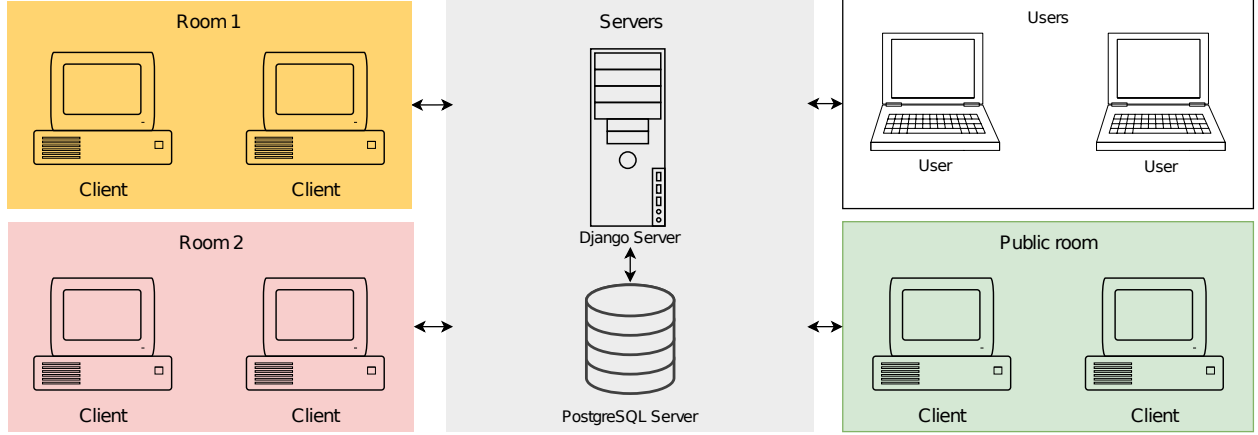 Room 1
Client
Client
Room 2
Client
Client
Servers
Django Server
PostgreSQL Server
Users
User
User
Public room
Client
Client